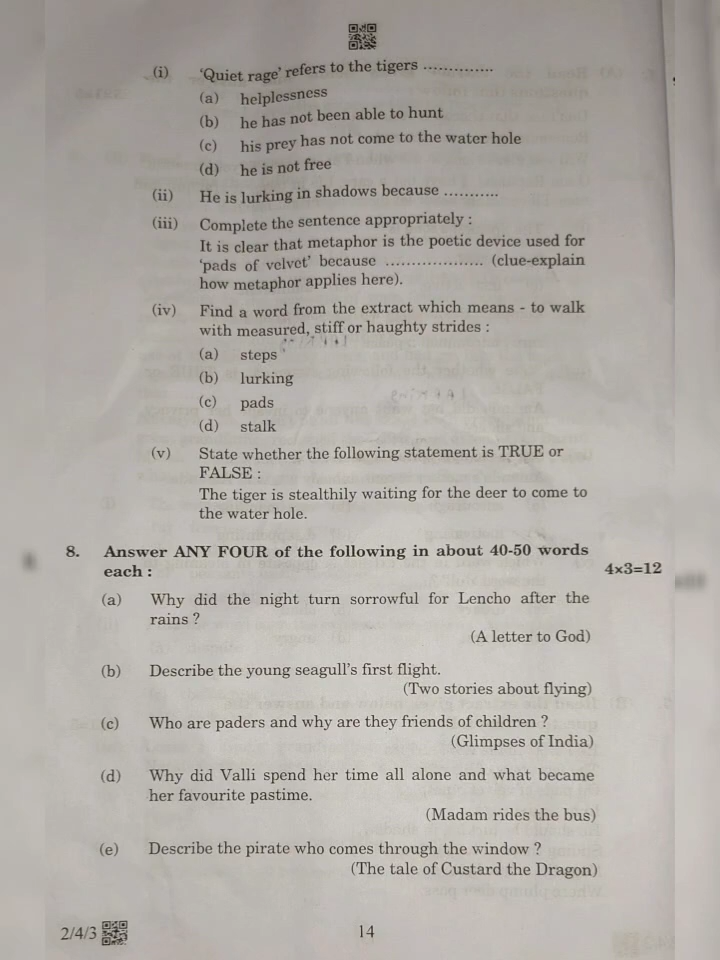 (i) 'Quiet rage' refers to the tigers ..............
(a) helplessness
(b) he has not been able to hunt
(c) his prey has not come to the water hole
(d) he is not free
(ii) He is lurking in shadows because ...........
(iii) Complete the sentence appropriately :
It is clear that metaphor is the poetic device used for
'pads of velvet' because .................... (clue-explain
how metaphor applies here).
(iv) Find a word from the extract which means - to walk
with measured, stiff or haughty strides :
(a) steps
(b) lurking
(c) pads
(d) stalk
(v) State whether the following statement is TRUE or
FALSE :
The tiger is stealthily waiting for the deer to come to
the water hole.
8. Answer ANY FOUR of the following in about 40-50 words
each : 4×3=12
(a) Why did the night turn sorrowful for Lencho after the
rains ?
(A letter to God)
(b) Describe the young seagull's first flight.
(Two stories about flying)
(c) Who are paders and why are they friends of children ?
(Glimpses of India)
(d) Why did Valli spend her time all alone and what became
her favourite pastime.
(Madam rides the bus)
(e) Describe the pirate who comes through the window ?
(The tale of Custard the Dragon)
2/4/3 14